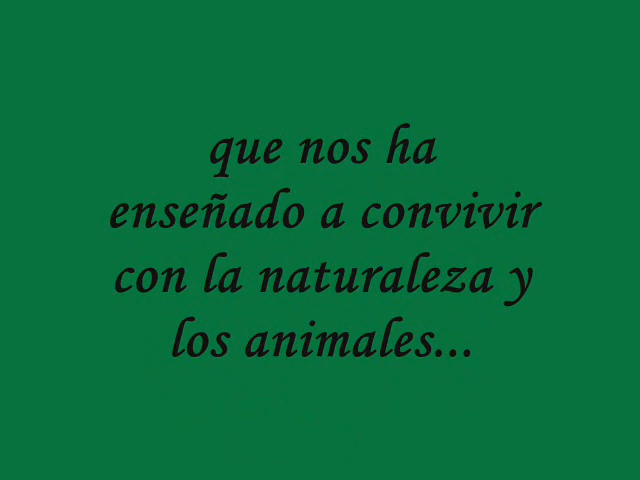 que nos ha
enseñado a convivir
con la naturaleza y
los animales...